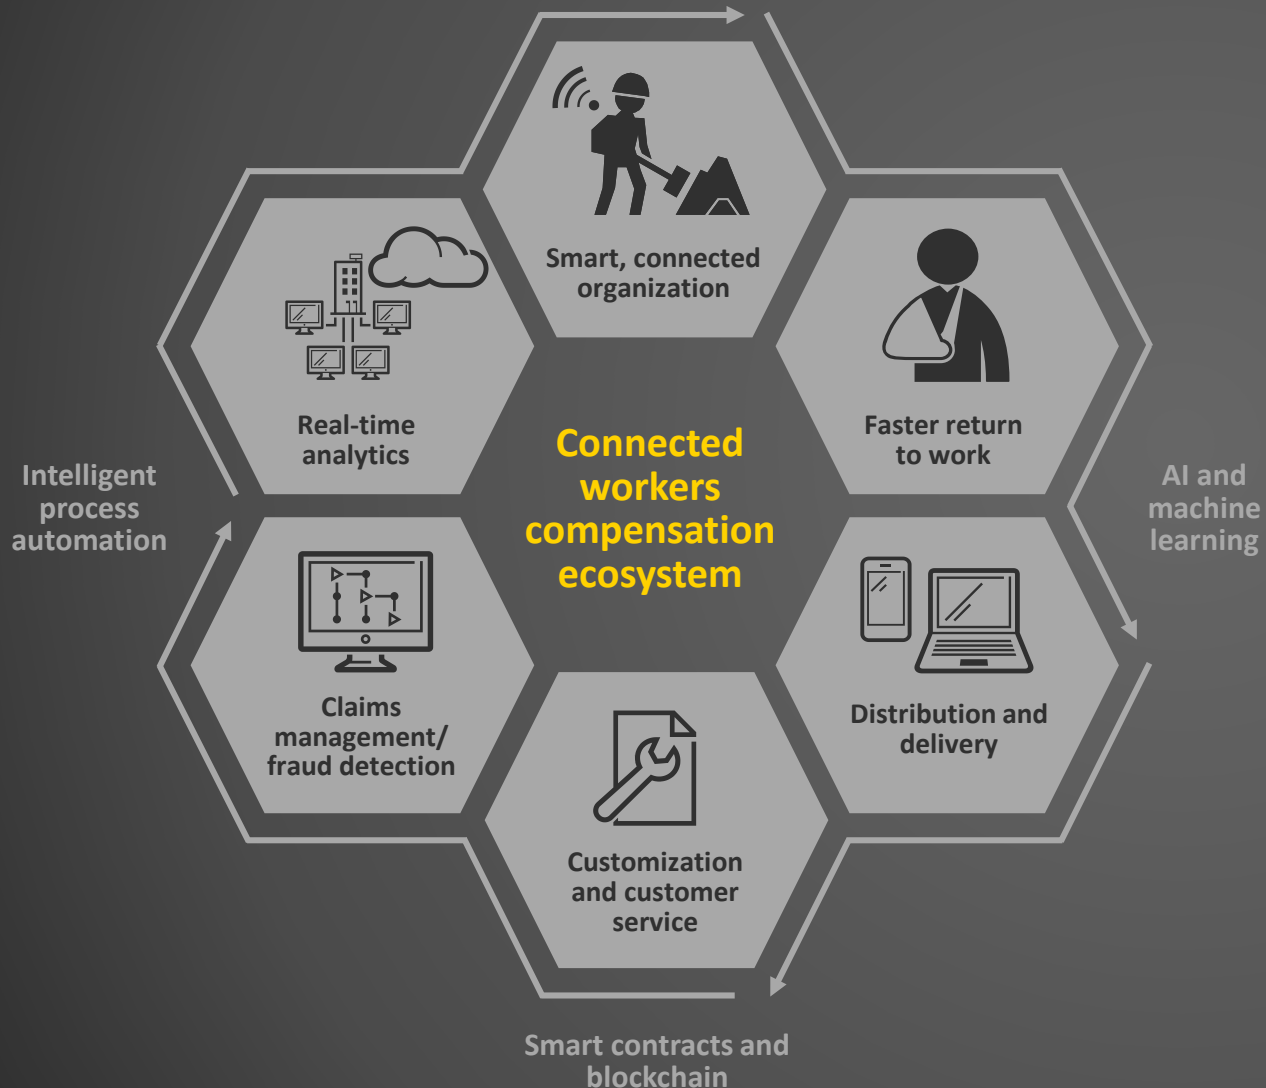 Smart, connected
organization
Real-time
analytics
Faster return
to work
Connected
workers
compensation
ecosystem
Intelligent
process
automation
AI and
machine
learning
Claims
management/
fraud detection
Distribution and
delivery
Customization
and customer
service
Smart contracts and
blockchain